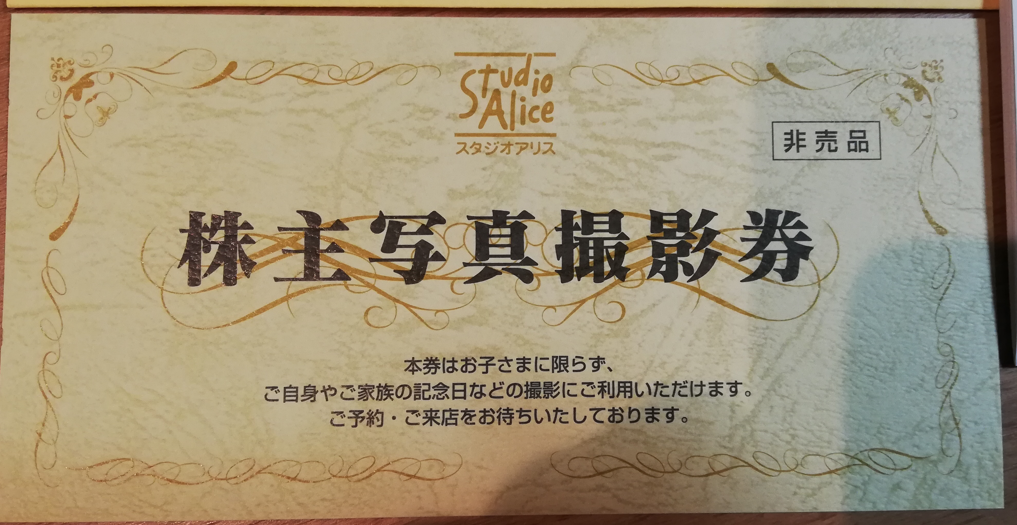 Studio
Alice
スタジオアリス
非売品
株主写真撮影券
本券はお子さまに限らず、
ご自身やご家族の記念日などの撮影にご利用いただけます。
ご予約・ご来店をお待ちいたしております。